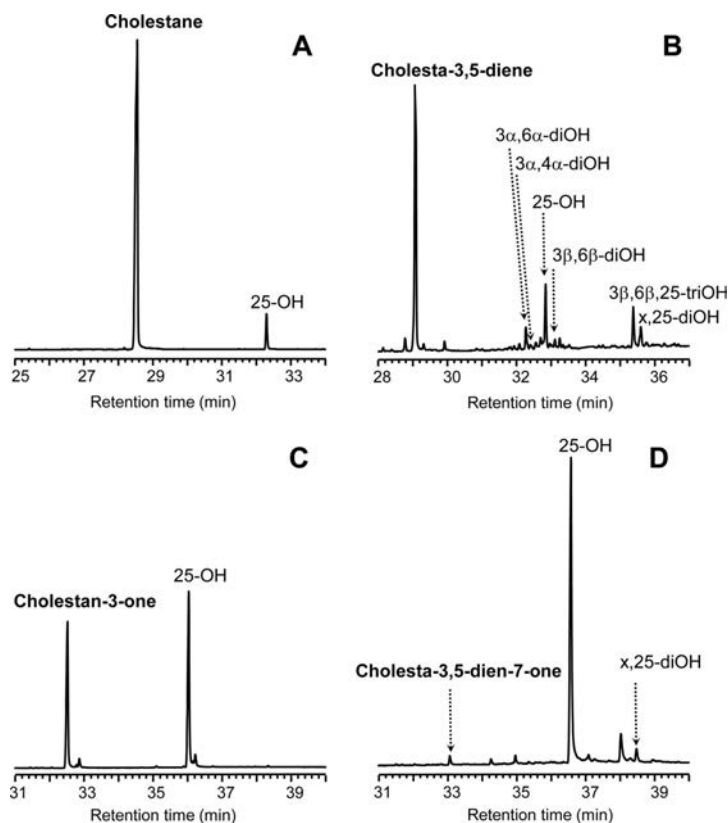 Cholestane
A
25-OH
25 27 29 31 33
Retention time (min)
B
Cholesta-3,5-diene
3α,6α-diOH
3α,4α-diOH
25-OH
3β,6β-diOH
3β,6β,25-triOH
x,25-diOH
28 30 32 34 36
Retention time (min)
C
25-OH
Cholestan-3-one
31 33 35 37 39
Retention time (min)
25-OH
D
Cholesta-3,5-dien-7-one
x,25-diOH
31 33 35 37 39
Retention time (min)